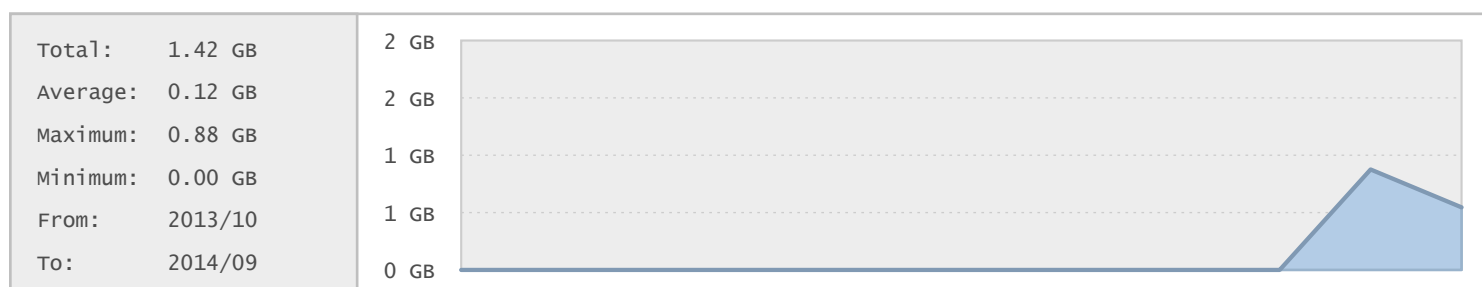 Total: 1.42 GB
Average: 0.12 GB
Maximum: 0.88 GB
Minimum: 0.00 GB
From: 2013/10
To: 2014/09
2 GB
2 GB
1 GB
1 GB
0 GB